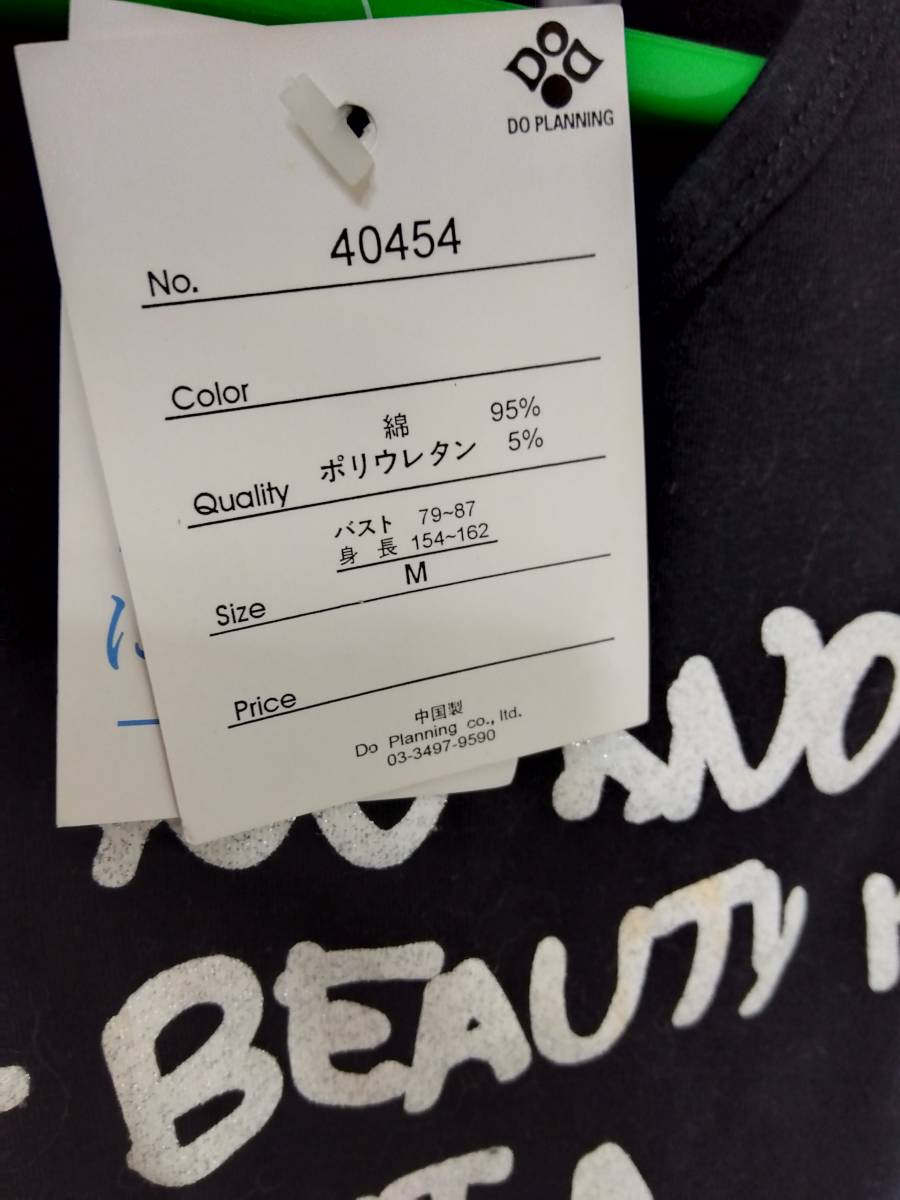 DO
DO PLANNING
No. 40454
Color
綿 95%
ポリウレタン 5%
Quality
バスト 79~87
身長 154~162
M
Size
Price
中国製
Do Planning co., ltd.
03-3497-9590
BEAUTY